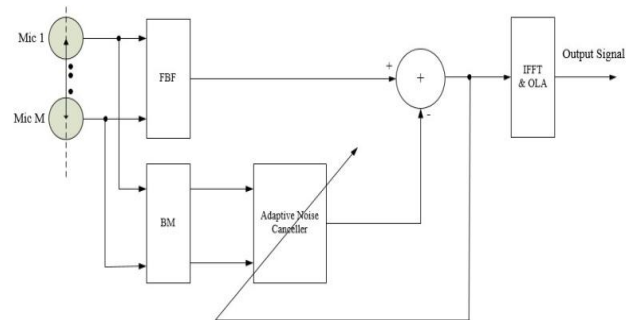 Mic 1
Mic M
FBF
BM
Adaptive Noise
Canceller
+
+
-
IFFT
& OLA
Output Signal